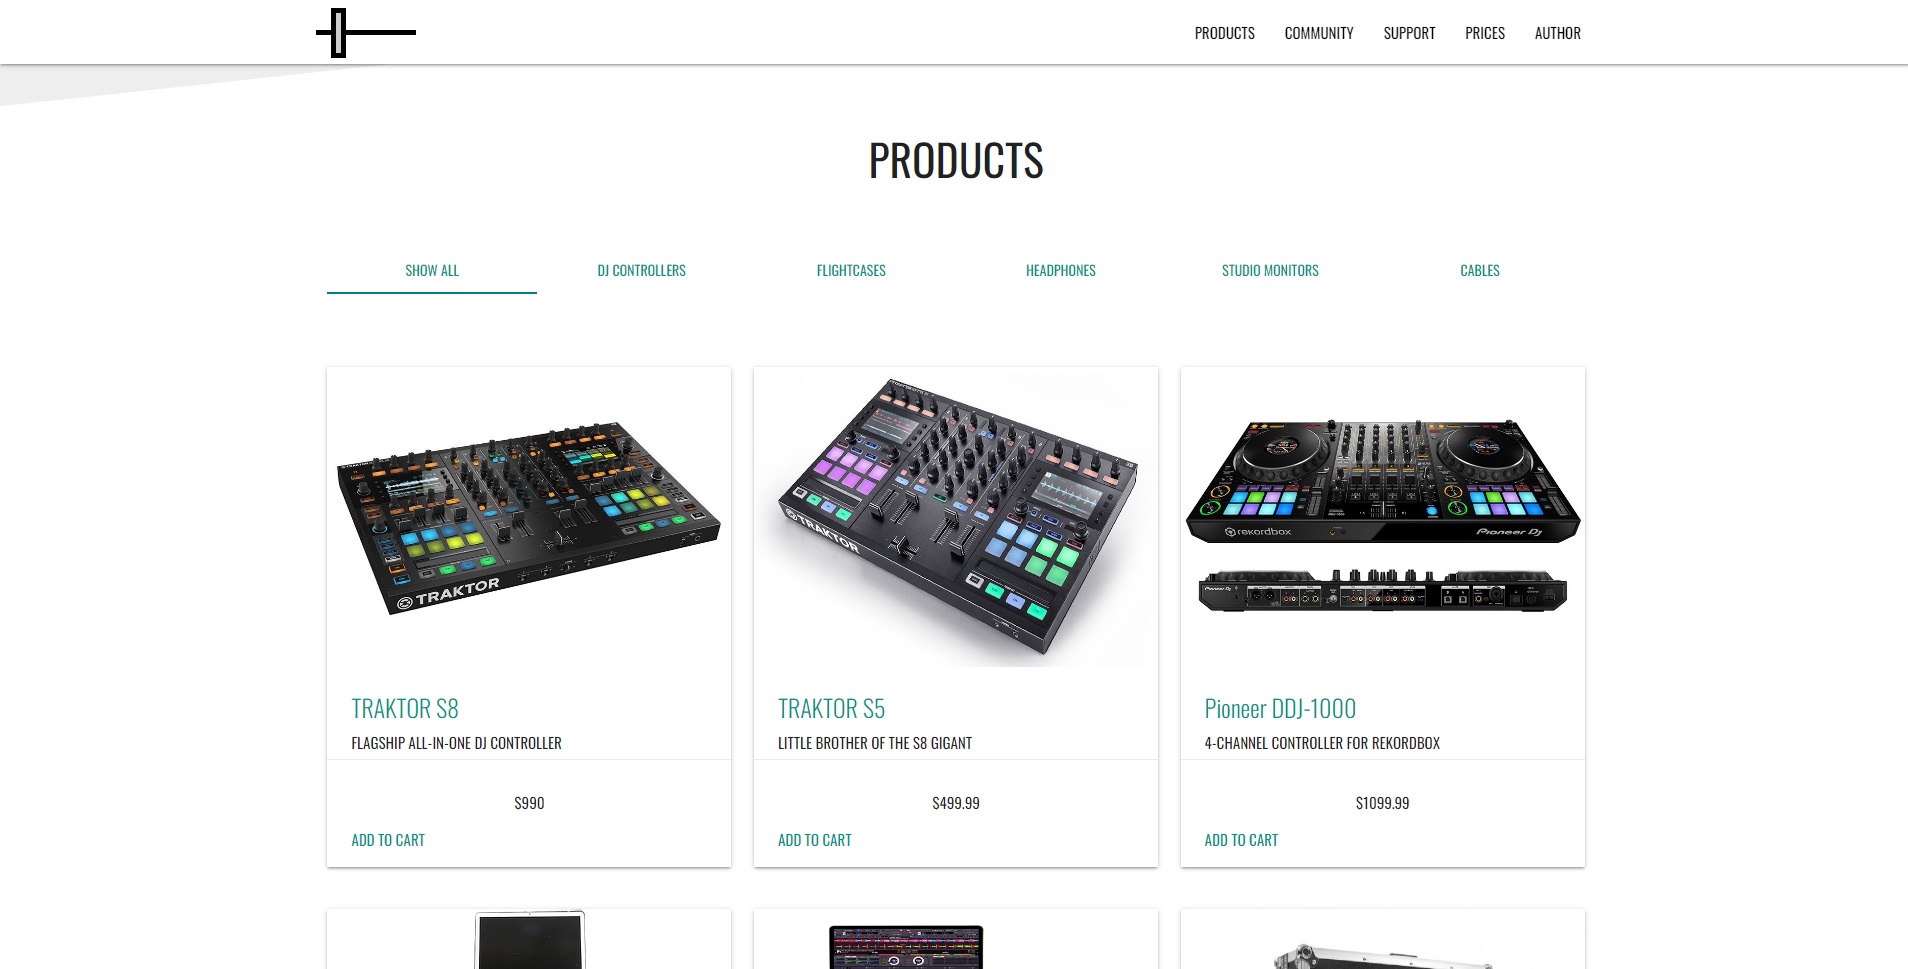 PRODUCTS COMMUNITY SUPPORT PRICES AUTHOR
PRODUCTS
SHOW ALL DJ CONTROLLERS FLIGHTCASES HEADPHONES STUDIO MONITORS CABLES
TRAKTOR
TRAKTOR
rekordbox Pioneer Dj
TRAKTOR S8
FLAGSHIP ALL-IN-ONE DJ CONTROLLER
$990
ADD TO CART
TRAKTOR S5
LITTLE BROTHER OF THE S8 GIGANT
$499.99
ADD TO CART
Pioneer DDJ-1000
4-CHANNEL CONTROLLER FOR REKORDBOX
$1099.99
ADD TO CART